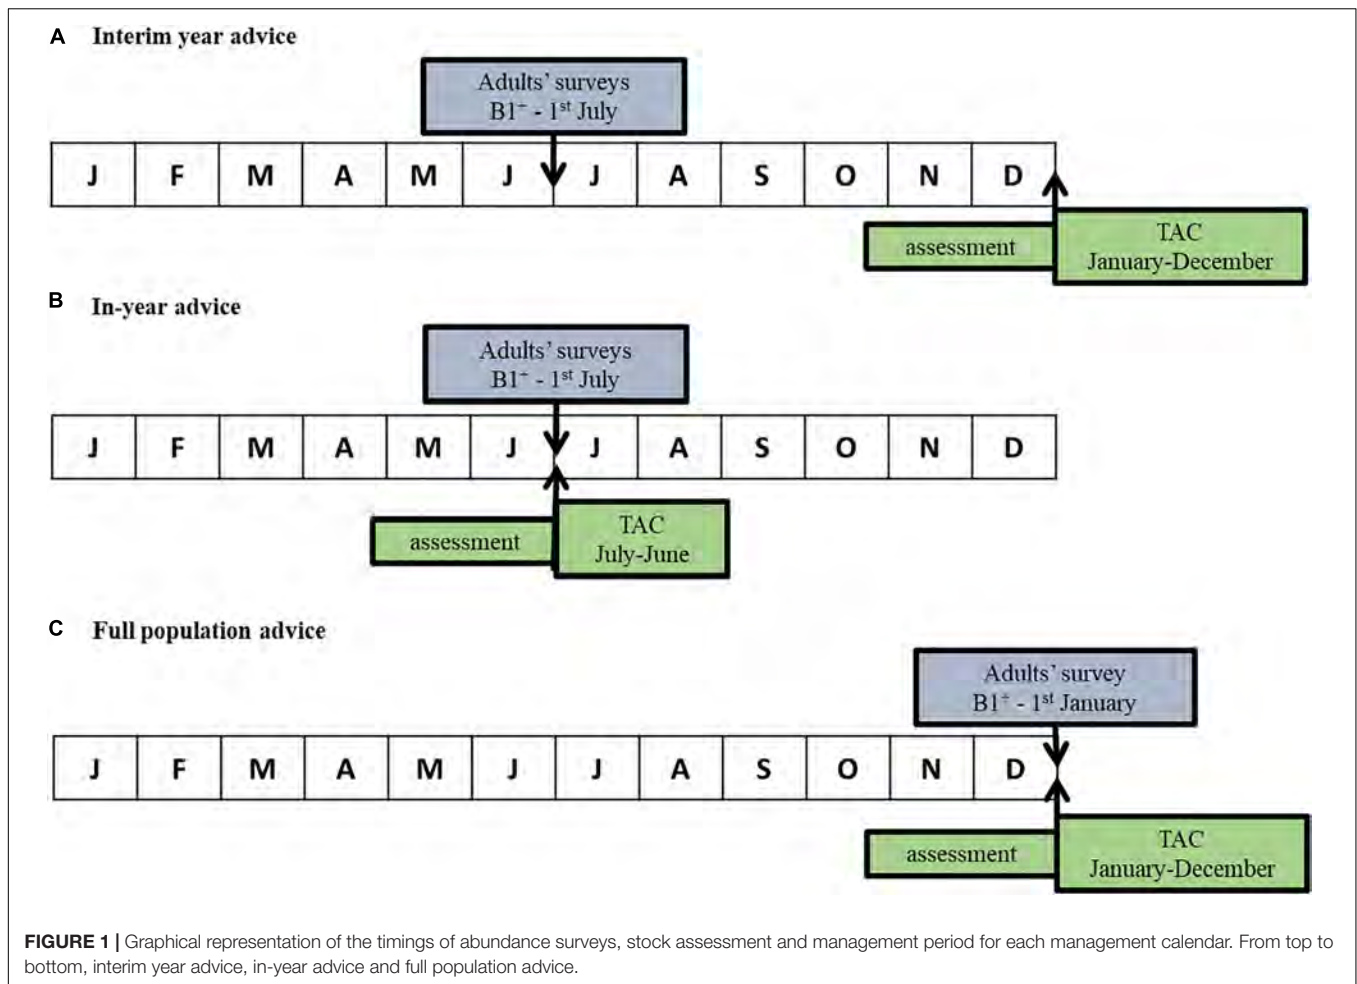 A Interim year advice
Adults’ surveys
B1⁺ - 1ˢᵗ July
J F M A M J J A S O N D
assessment
TAC
January-December
B In-year advice
Adults’ surveys
B1⁺ - 1ˢᵗ July
J F M A M J J A S O N D
assessment
TAC
July-June
C Full population advice
Adults’ survey
B1⁺ - 1ˢᵗ January
J F M A M J J A S O N D
assessment
TAC
January-December
FIGURE 1 | Graphical representation of the timings of abundance surveys, stock assessment and management period for each management calendar. From top to
bottom, interim year advice, in-year advice and full population advice.